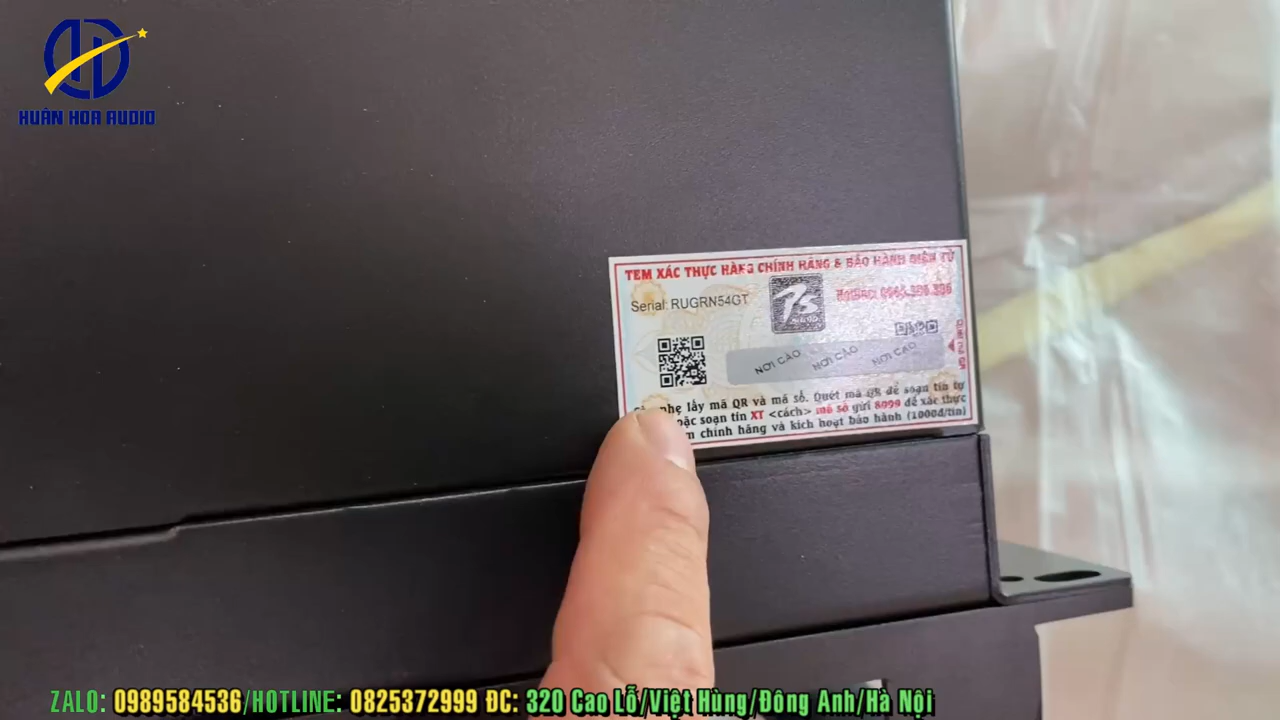 HUÂN HOA AUDIO
TEM XÁC THỰC HÀNG CHÍNH HÃNG & BẢO HÀNH ĐIỆN TỬ
Serial: RUGRN54GT
NƠI CÀO NƠI CÀO NƠI CÀO
nhẹ lấy mã QR và mã số. Quét mã QR để soạn tin tự
soạn tin XT <cách> mã số gửi 8099 để xác thực
chính hãng và kích hoạt bảo hành (1000đ/tin)
ZALO: 0989584536/HOTLINE: 0825372999 ĐC: 320 Cao Lỗ/Việt Hùng/Đông Anh/Hà Nội